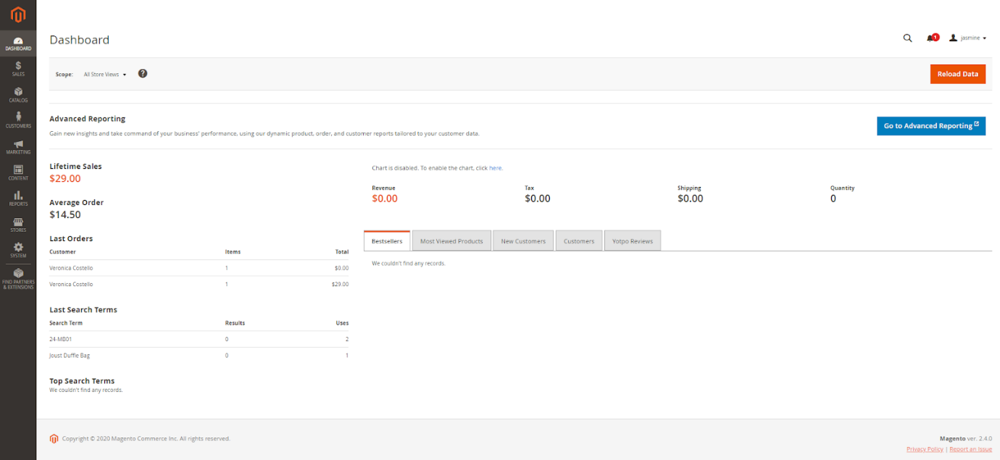 DASHBOARD
SALES
CATALOG
CUSTOMERS
MARKETING
CONTENT
REPORTS
STORES
SYSTEM
FIND PARTNERS
& EXTENSIONS
Dashboard
1
jasmine
Scope: All Store Views ?
Reload Data
Advanced Reporting
Gain new insights and take command of your business' performance, using our dynamic product, order, and customer reports tailored to your customer data.
Go to Advanced Reporting
Lifetime Sales
$29.00
Average Order
$14.50
Last Orders
Customer Items Total
Veronica Costello 1 $0.00
Veronica Costello 1 $29.00
Last Search Terms
Search Term Results Uses
24-MB01 0 2
Joust Duffle Bag 0 1
Top Search Terms
We couldn't find any records.
Chart is disabled. To enable the chart, click here.
Revenue Tax Shipping Quantity
$0.00 $0.00 $0.00 0
Bestsellers Most Viewed Products New Customers Customers Yotpo Reviews
We couldn't find any records.
Copyright © 2020 Magento Commerce Inc. All rights reserved.
Magento ver. 2.4.0
Privacy Policy | Report an Issue